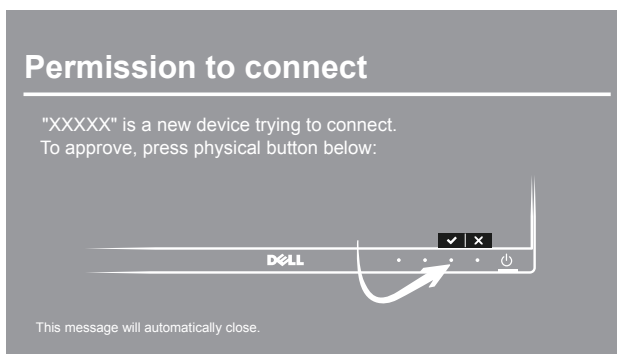 Permission to connect
"XXXXX" is a new device trying to connect.
To approve, press physical button below:
DELL
This message will automatically close.